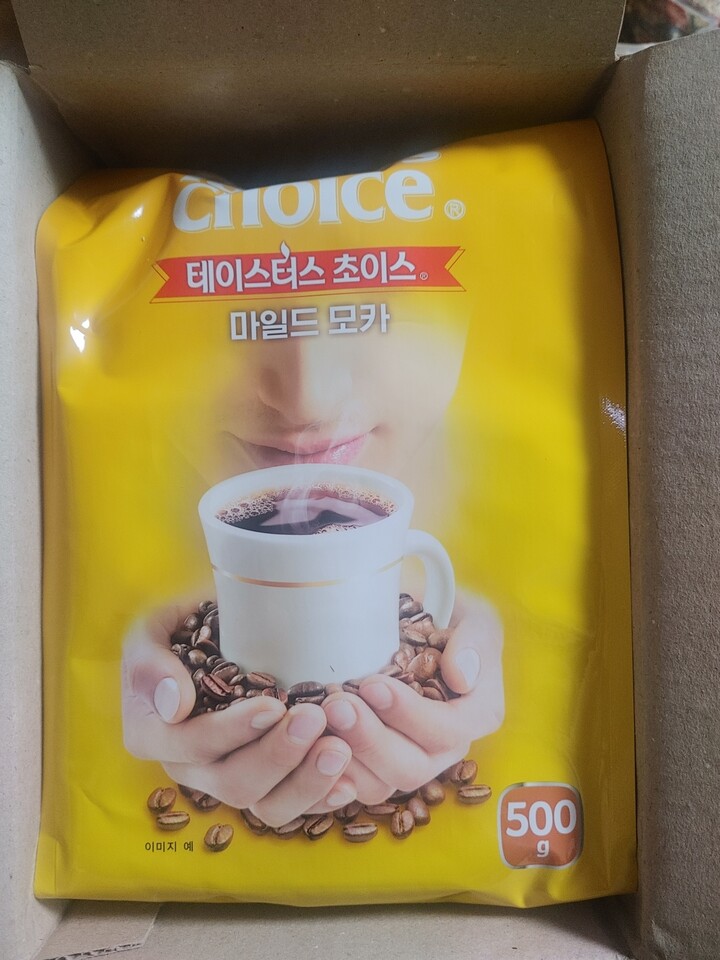 choice®
테이스터스 초이스®
마일드 모카
500
g
이미지 예